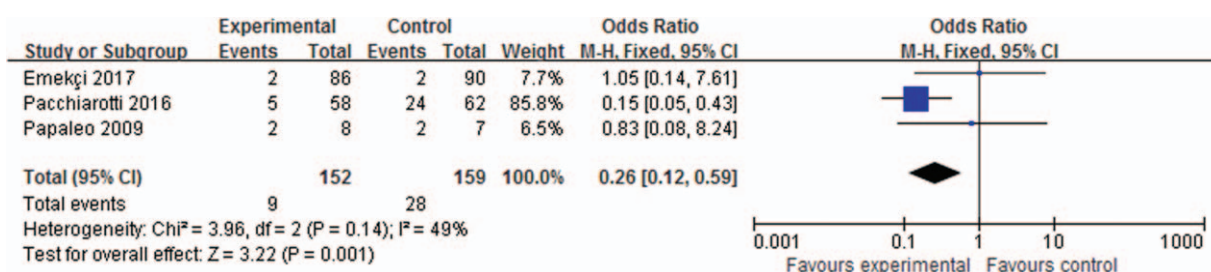 Experimental Control Odds Ratio Odds Ratio
Study or Subgroup Events Total Events Total Weight M-H, Fixed, 95% CI M-H, Fixed, 95% CI
Emekçi 2017 2 86 2 90 7.7% 1.05 [0.14, 7.61]
Pacchiarotti 2016 5 58 24 62 85.8% 0.15 [0.05, 0.43]
Papaleo 2009 2 8 2 7 6.5% 0.83 [0.08, 8.24]
Total (95% CI) 152 159 100.0% 0.26 [0.12, 0.59]
Total events 9 28
Heterogeneity: Chi² = 3.96, df = 2 (P = 0.14); I² = 49%
Test for overall effect: Z = 3.22 (P = 0.001)
0.001 0.1 1 10 1000
Favours experimental Favours control